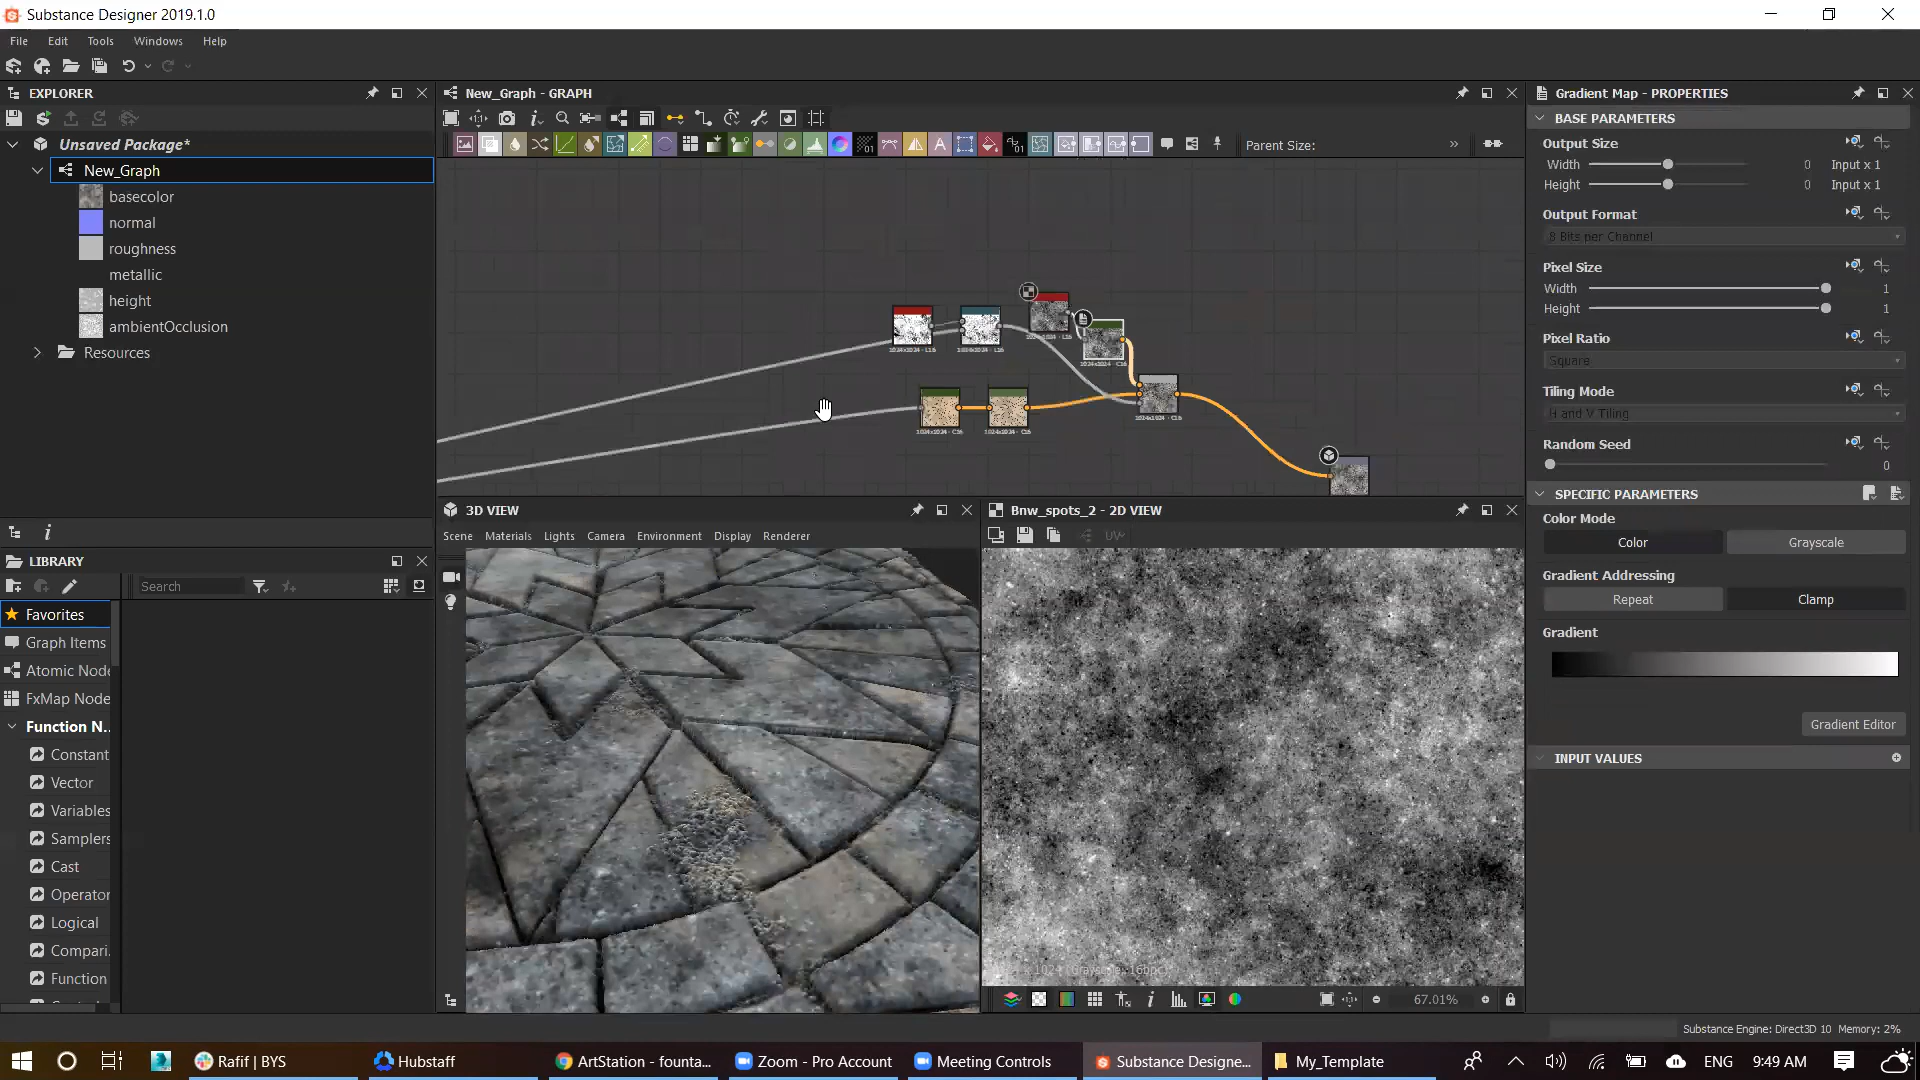 Substance Designer 2019.1.0
File Edit Tools Windows Help
EXPLORER
Unsaved Package*
New_Graph
basecolor
normal
roughness
metallic
height
ambientOcclusion
Resources
LIBRARY
Search
Favorites
Graph Items
Atomic Node
FxMap Node
Function N..
Constant
Vector
Variables
Samplers
Cast
Operator
Logical
Compari.
Function
New_Graph - GRAPH
Parent Size:
3D VIEW
Scene Materials Lights Camera Environment Display Renderer
Bnw_spots_2 - 2D VIEW
UV
67.01%
Gradient Map - PROPERTIES
BASE PARAMETERS
Output Size
Width 0 Input x 1
Height 0 Input x 1
Output Format
8 Bits per Channel
Pixel Size
Width 1
Height 1
Pixel Ratio
Square
Tiling Mode
H and V Tiling
Random Seed
0
SPECIFIC PARAMETERS
Color Mode
Color Grayscale
Gradient Addressing
Repeat Clamp
Gradient
Gradient Editor
INPUT VALUES
Substance Engine: Direct3D 10 Memory: 2%
Rafif | BYS
Hubstaff
ArtStation - founta...
Zoom - Pro Account
Meeting Controls
Substance Designe...
My_Template
ENG
9:49 AM